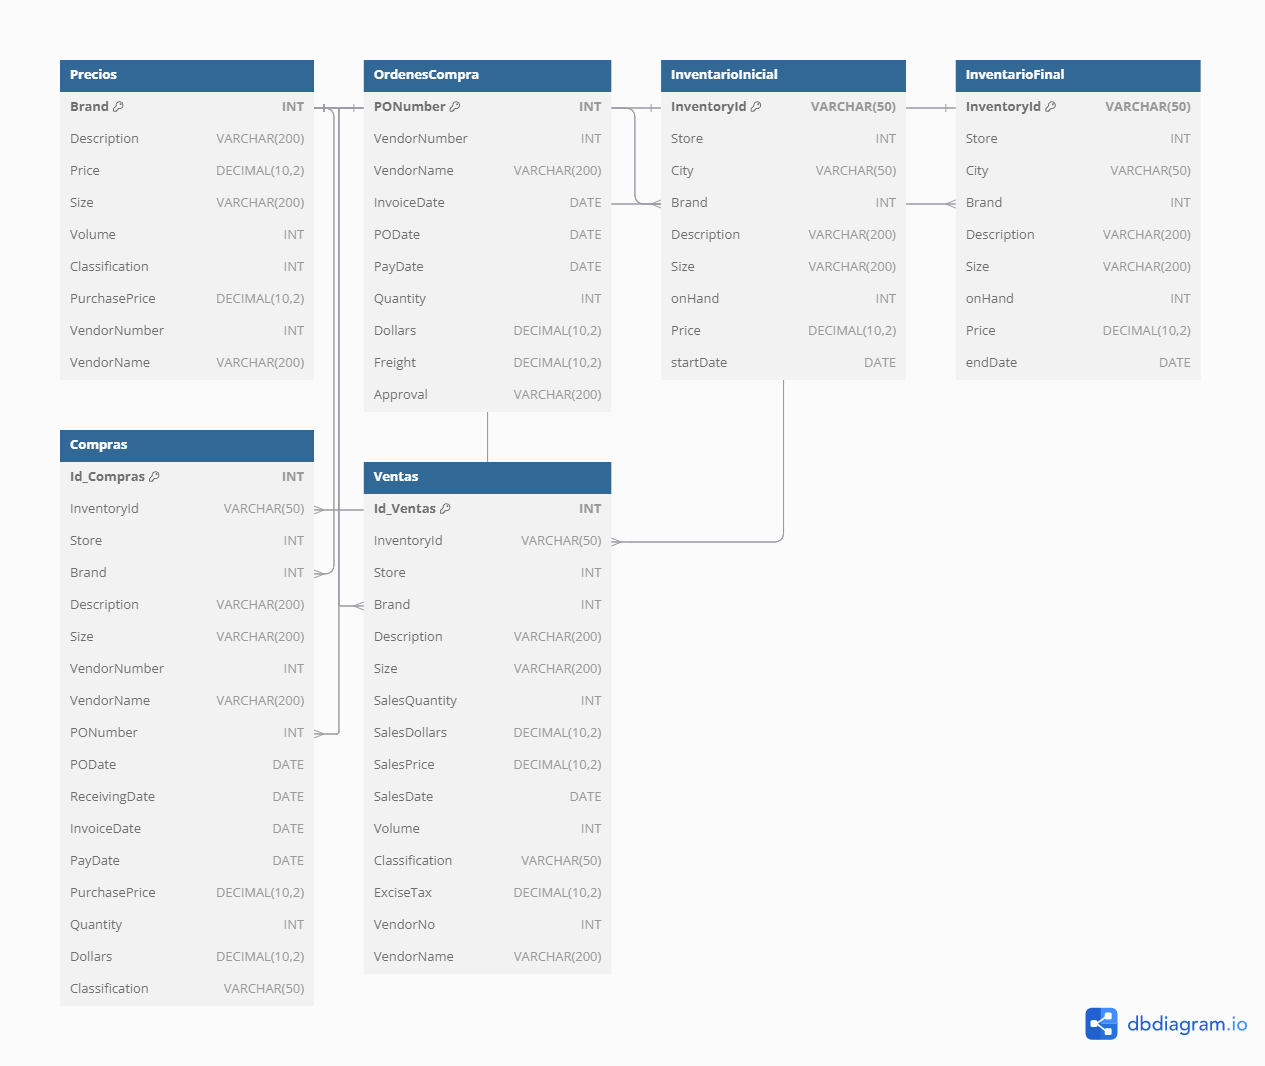 Precios
Brand INT
Description VARCHAR(200)
Price DECIMAL(10,2)
Size VARCHAR(200)
Volume INT
Classification INT
PurchasePrice DECIMAL(10,2)
VendorNumber INT
VendorName VARCHAR(200)
OrdenesCompra
PONumber INT
VendorNumber INT
VendorName VARCHAR(200)
InvoiceDate DATE
PODate DATE
PayDate DATE
Quantity INT
Dollars DECIMAL(10,2)
Freight DECIMAL(10,2)
Approval VARCHAR(200)
InventarioInicial
InventoryId VARCHAR(50)
Store INT
City VARCHAR(50)
Brand INT
Description VARCHAR(200)
Size VARCHAR(200)
onHand INT
Price DECIMAL(10,2)
startDate DATE
InventarioFinal
InventoryId VARCHAR(50)
Store INT
City VARCHAR(50)
Brand INT
Description VARCHAR(200)
Size VARCHAR(200)
onHand INT
Price DECIMAL(10,2)
endDate DATE
Compras
Id_Compras INT
InventoryId VARCHAR(50)
Store INT
Brand INT
Description VARCHAR(200)
Size VARCHAR(200)
VendorNumber INT
VendorName VARCHAR(200)
PONumber INT
PODate DATE
ReceivingDate DATE
InvoiceDate DATE
PayDate DATE
PurchasePrice DECIMAL(10,2)
Quantity INT
Dollars DECIMAL(10,2)
Classification VARCHAR(50)
Ventas
Id_Ventas INT
InventoryId VARCHAR(50)
Store INT
Brand INT
Description VARCHAR(200)
Size VARCHAR(200)
SalesQuantity INT
SalesDollars DECIMAL(10,2)
SalesPrice DECIMAL(10,2)
SalesDate DATE
Volume INT
Classification VARCHAR(50)
ExciseTax DECIMAL(10,2)
VendorNo INT
VendorName VARCHAR(200)
dbdiagram.io